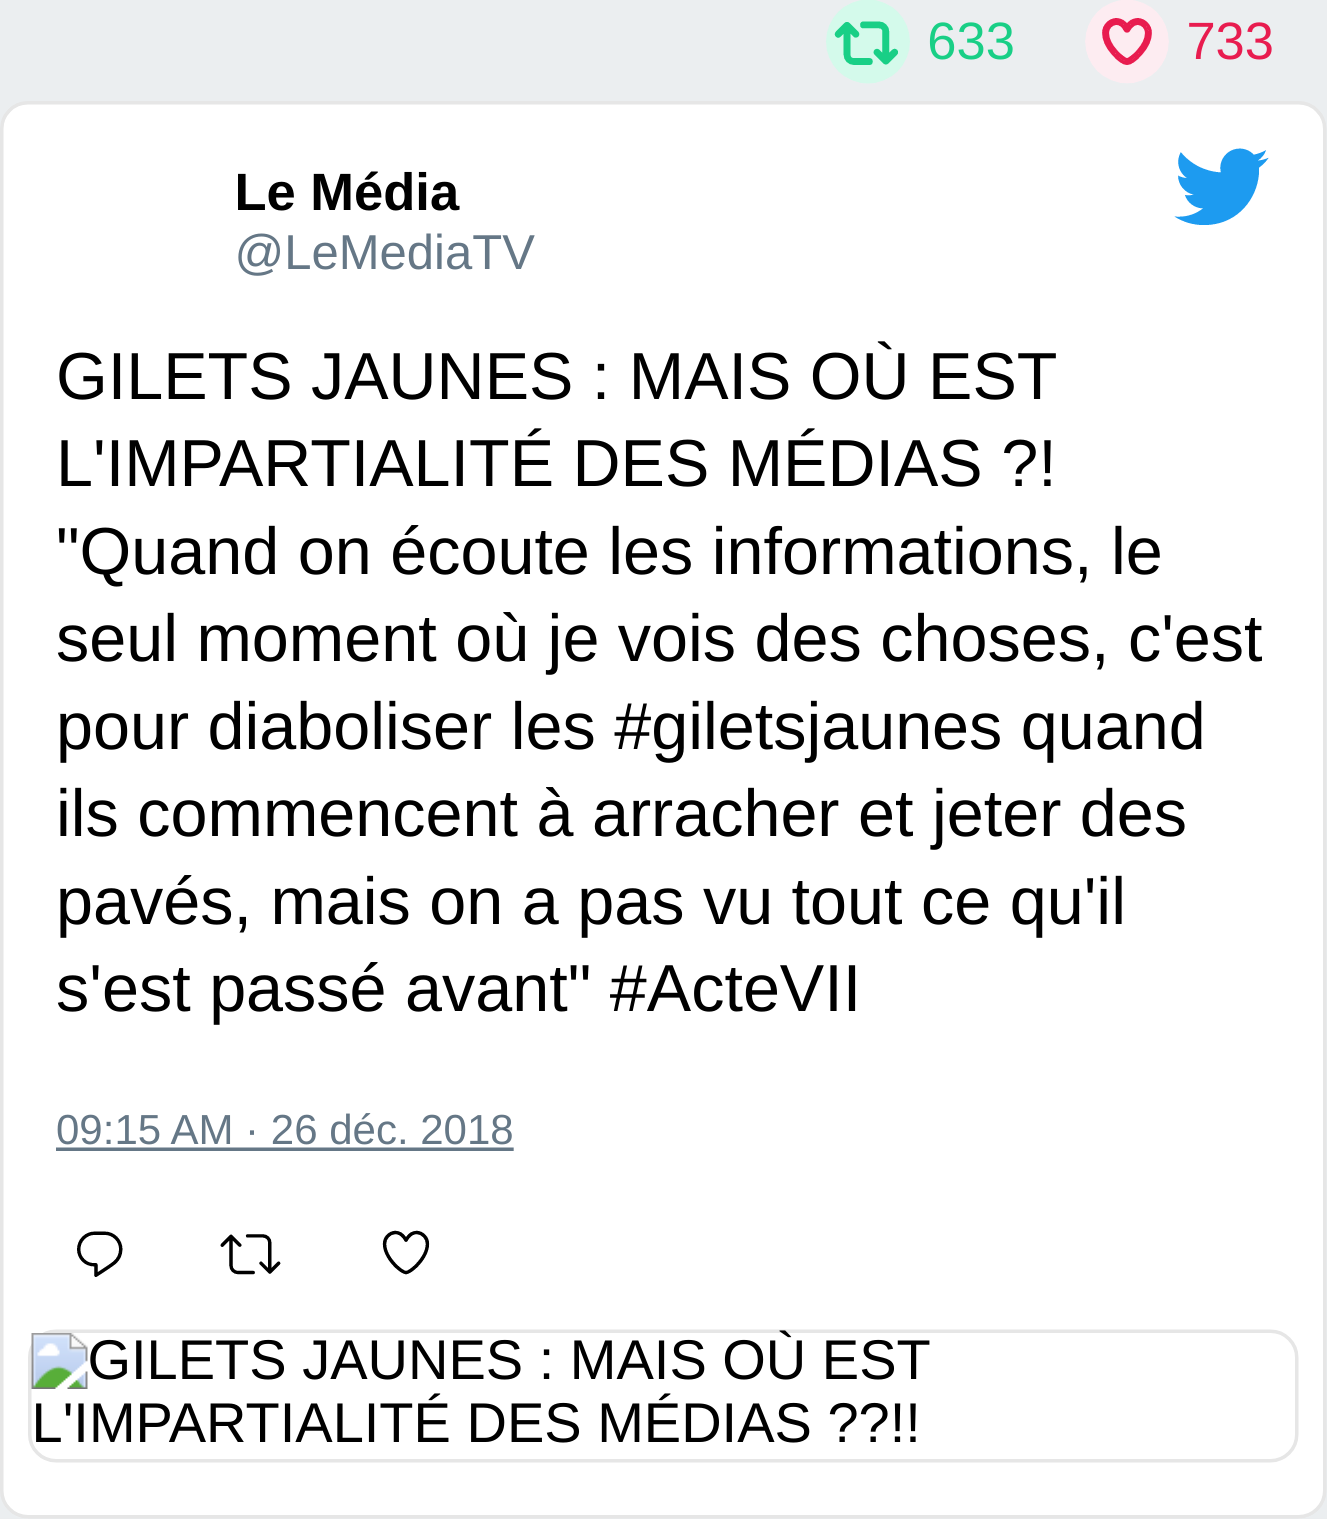 633 733
Le Média
@LeMediaTV
GILETS JAUNES : MAIS OÙ EST
L'IMPARTIALITÉ DES MÉDIAS ?!
"Quand on écoute les informations, le
seul moment où je vois des choses, c'est
pour diaboliser les #giletsjaunes quand
ils commencent à arracher et jeter des
pavés, mais on a pas vu tout ce qu'il
s'est passé avant" #ActeVII
09:15 AM · 26 déc. 2018
GILETS JAUNES : MAIS OÙ EST
L'IMPARTIALITÉ DES MÉDIAS ??!!